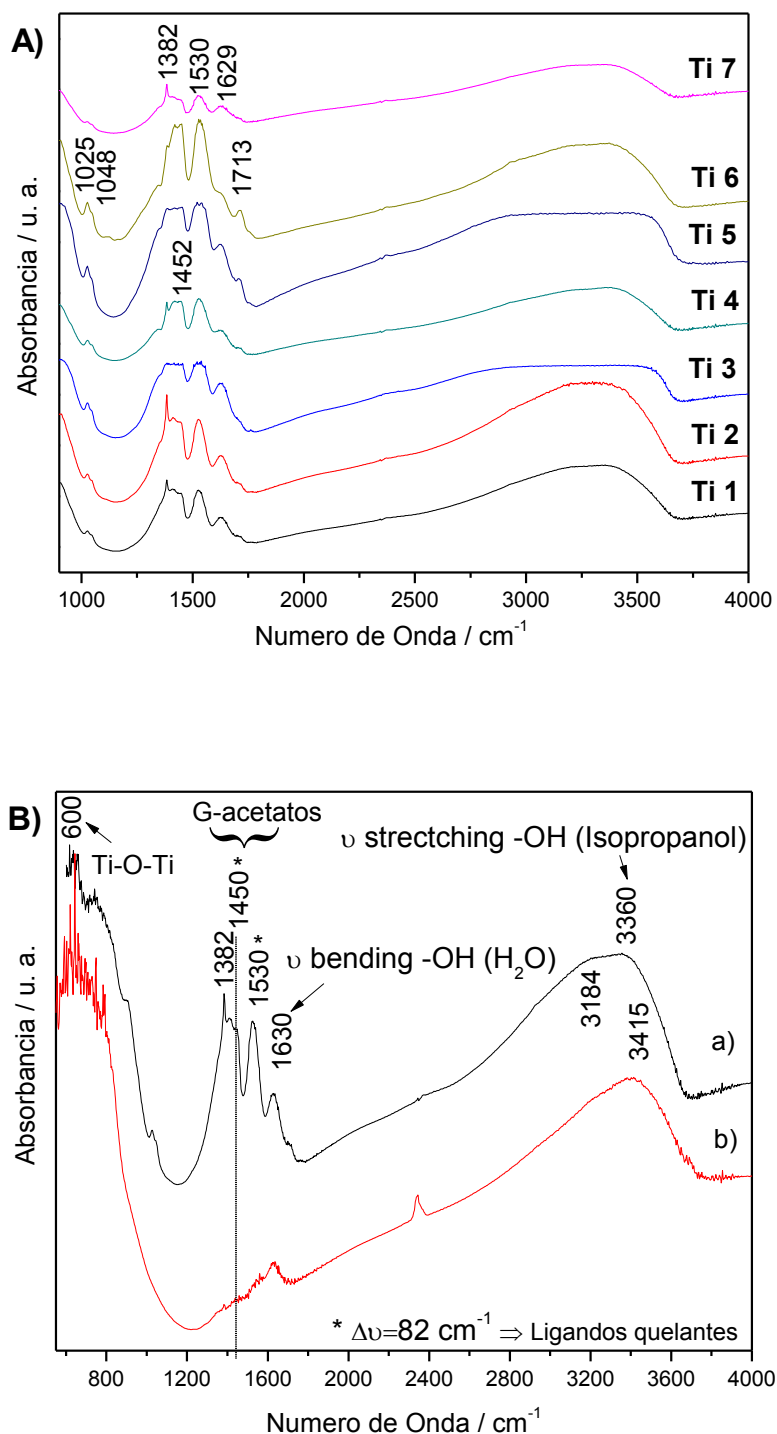 A)
1382
1530
1629
Ti 7
1025
1048
1713
Ti 6
Ti 5
1452
Ti 4
Ti 3
Ti 2
Ti 1
Absorbancia / u. a.
1000 1500 2000 2500 3000 3500 4000
Numero de Onda / cm⁻¹
B)
600
Ti-O-Ti
G-acetatos
υ strectching -OH (Isopropanol)
1382
1450 *
1530 *
υ bending -OH (H₂O)
1630
3360
3184
3415
a)
b)
Absorbancia / u. a.
* Δυ=82 cm⁻¹ ⇒ Ligandos quelantes
800 1200 1600 2000 2400 2800 3200 3600 4000
Numero de Onda / cm⁻¹